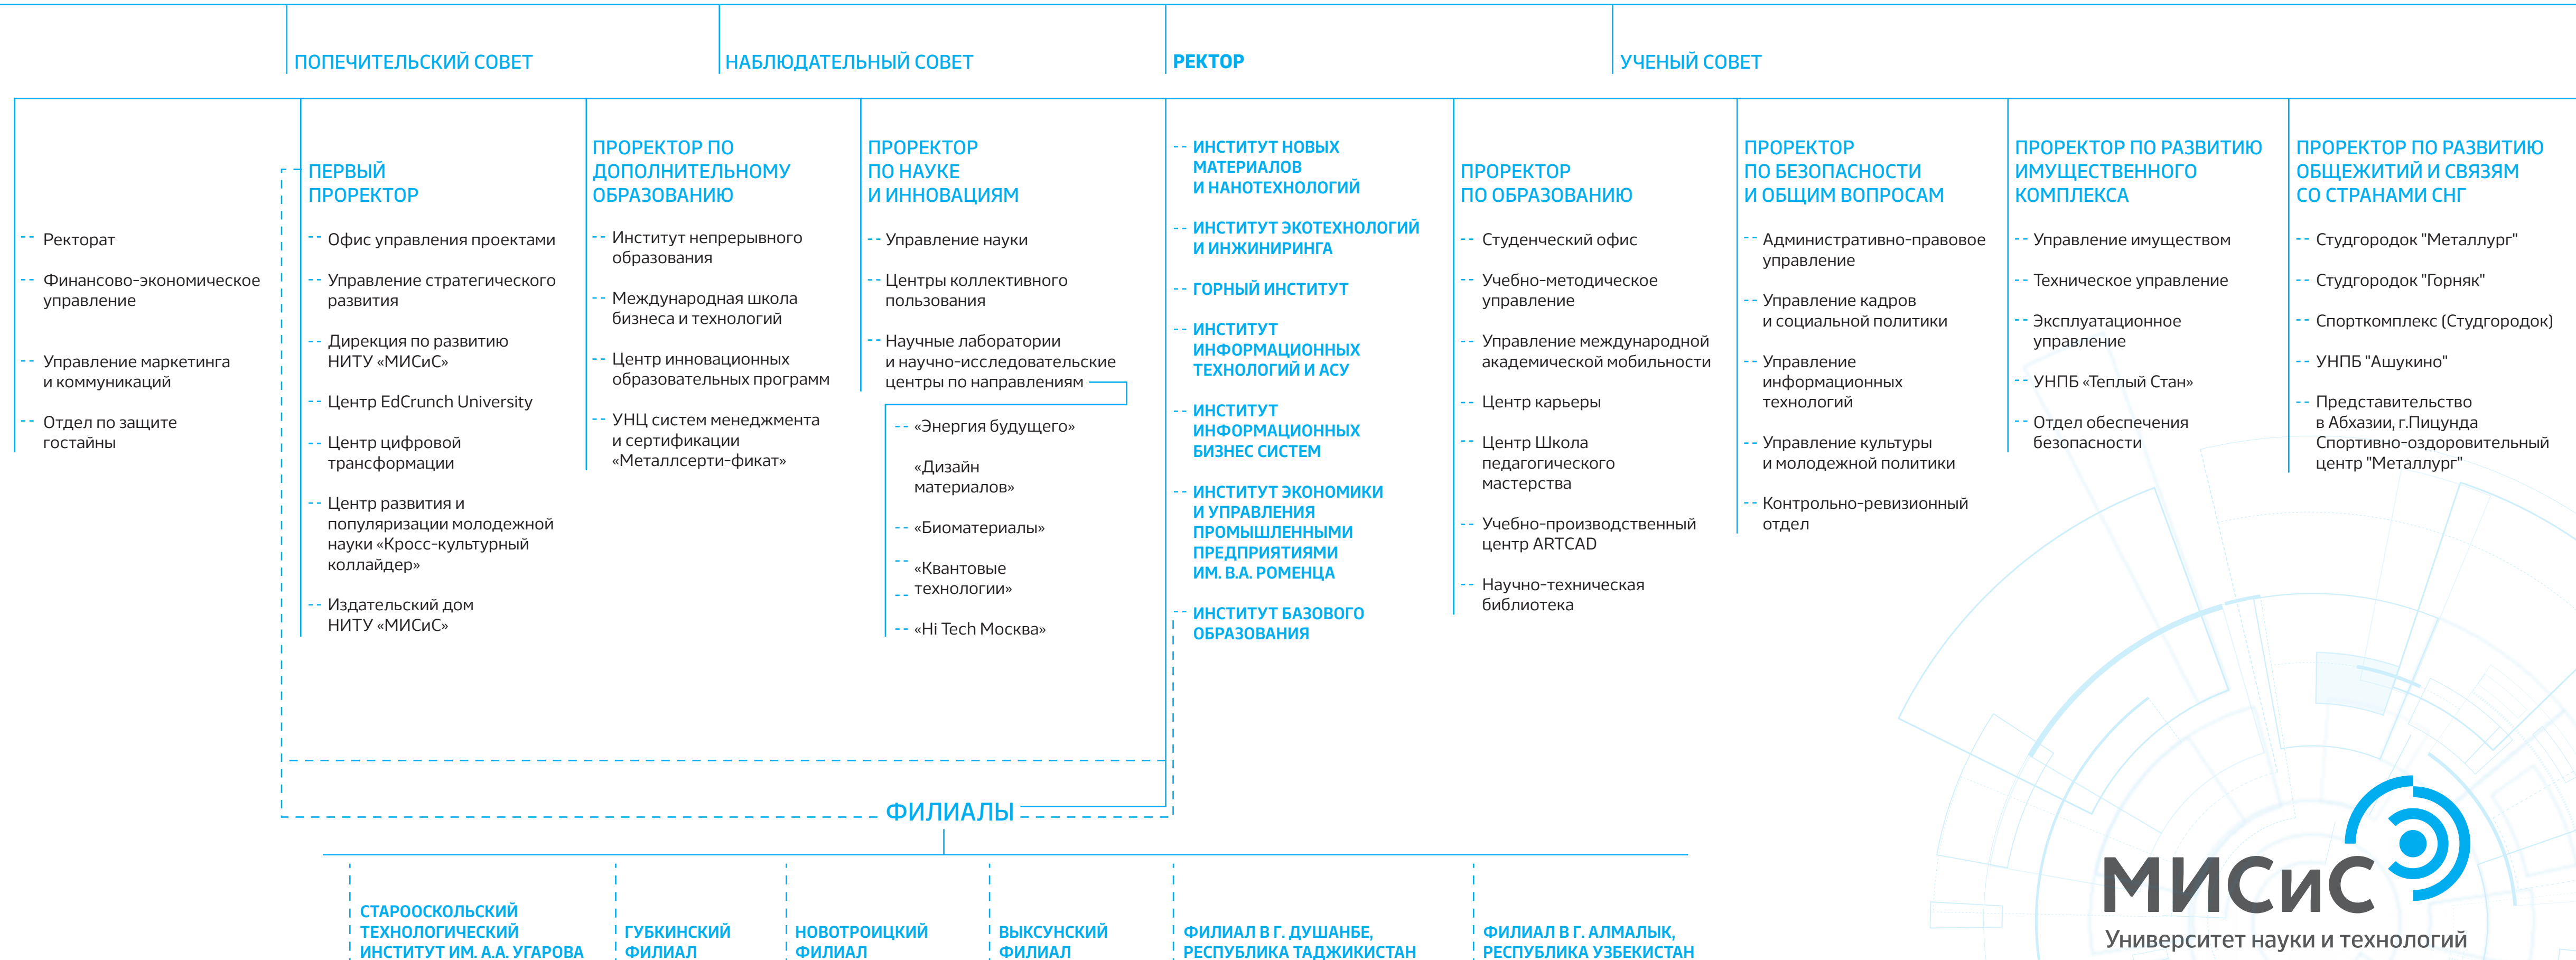 ПОПЕЧИТЕЛЬСКИЙ СОВЕТ
НАБЛЮДАТЕЛЬНЫЙ СОВЕТ
РЕКТОР
УЧЕНЫЙ СОВЕТ
Ректорат
Финансово-экономическое
управление
Управление маркетинга
и коммуникаций
Отдел по защите
гостайны
ПЕРВЫЙ
ПРОРЕКТОР
Офис управления проектами
Управление стратегического
развития
Дирекция по развитию
НИТУ «МИСиС»
Центр EdCrunch University
Центр цифровой
трансформации
Центр развития и
популяризации молодежной
науки «Кросс-культурный
коллайдер»
Издательский дом
НИТУ «МИСиС»
ПРОРЕКТОР ПО
ДОПОЛНИТЕЛЬНОМУ
ОБРАЗОВАНИЮ
Институт непрерывного
образования
Международная школа
бизнеса и технологий
Центр инновационных
образовательных программ
УНЦ систем менеджмента
и сертификации
«Металлсерти-фикат»
ПРОРЕКТОР
ПО НАУКЕ
И ИННОВАЦИЯМ
Управление науки
Центры коллективного
пользования
Научные лаборатории
и научно-исследовательские
центры по направлениям
«Энергия будущего»
«Дизайн
материалов»
«Биоматериалы»
«Квантовые
технологии»
«Hi Tech Москва»
ИНСТИТУТ НОВЫХ
МАТЕРИАЛОВ
И НАНОТЕХНОЛОГИЙ
ИНСТИТУТ ЭКОТЕХНОЛОГИЙ
И ИНЖИНИРИНГА
ГОРНЫЙ ИНСТИТУТ
ИНСТИТУТ
ИНФОРМАЦИОННЫХ
ТЕХНОЛОГИЙ И АСУ
ИНСТИТУТ
ИНФОРМАЦИОННЫХ
БИЗНЕС СИСТЕМ
ИНСТИТУТ ЭКОНОМИКИ
И УПРАВЛЕНИЯ
ПРОМЫШЛЕННЫМИ
ПРЕДПРИЯТИЯМИ
ИМ. В.А. РОМЕНЦА
ИНСТИТУТ БАЗОВОГО
ОБРАЗОВАНИЯ
ПРОРЕКТОР
ПО ОБРАЗОВАНИЮ
Студенческий офис
Учебно-методическое
управление
Управление международной
академической мобильности
Центр карьеры
Центр Школа
педагогического
мастерства
Учебно-производственный
центр ARTCAD
Научно-техническая
библиотека
ПРОРЕКТОР
ПО БЕЗОПАСНОСТИ
И ОБЩИМ ВОПРОСАМ
Административно-правовое
управление
Управление кадров
и социальной политики
Управление
информационных
технологий
Управление культуры
и молодежной политики
Контрольно-ревизионный
отдел
ПРОРЕКТОР ПО РАЗВИТИЮ
ИМУЩЕСТВЕННОГО
КОМПЛЕКСА
Управление имуществом
Техническое управление
Эксплуатационное
управление
УНПБ «Теплый Стан»
Отдел обеспечения
безопасности
ПРОРЕКТОР ПО РАЗВИТИЮ
ОБЩЕЖИТИЙ И СВЯЗЯМ
СО СТРАНАМИ СНГ
Студгородок "Металлург"
Студгородок "Горняк"
Спорткомплекс (Студгородок)
УНПБ "Ашукино"
Представительство
в Абхазии, г.Пицунда
Спортивно-оздоровительный
центр "Металлург"
ФИЛИАЛЫ
СТАРООСКОЛЬСКИЙ
ТЕХНОЛОГИЧЕСКИЙ
ИНСТИТУТ ИМ. А.А. УГАРОВА
ГУБКИНСКИЙ
ФИЛИАЛ
НОВОТРОИЦКИЙ
ФИЛИАЛ
ВЫКСУНСКИЙ
ФИЛИАЛ
ФИЛИАЛ В Г. ДУШАНБЕ,
РЕСПУБЛИКА ТАДЖИКИСТАН
ФИЛИАЛ В Г. АЛМАЛЫК,
РЕСПУБЛИКА УЗБЕКИСТАН
МИСиС
Университет науки и технологий